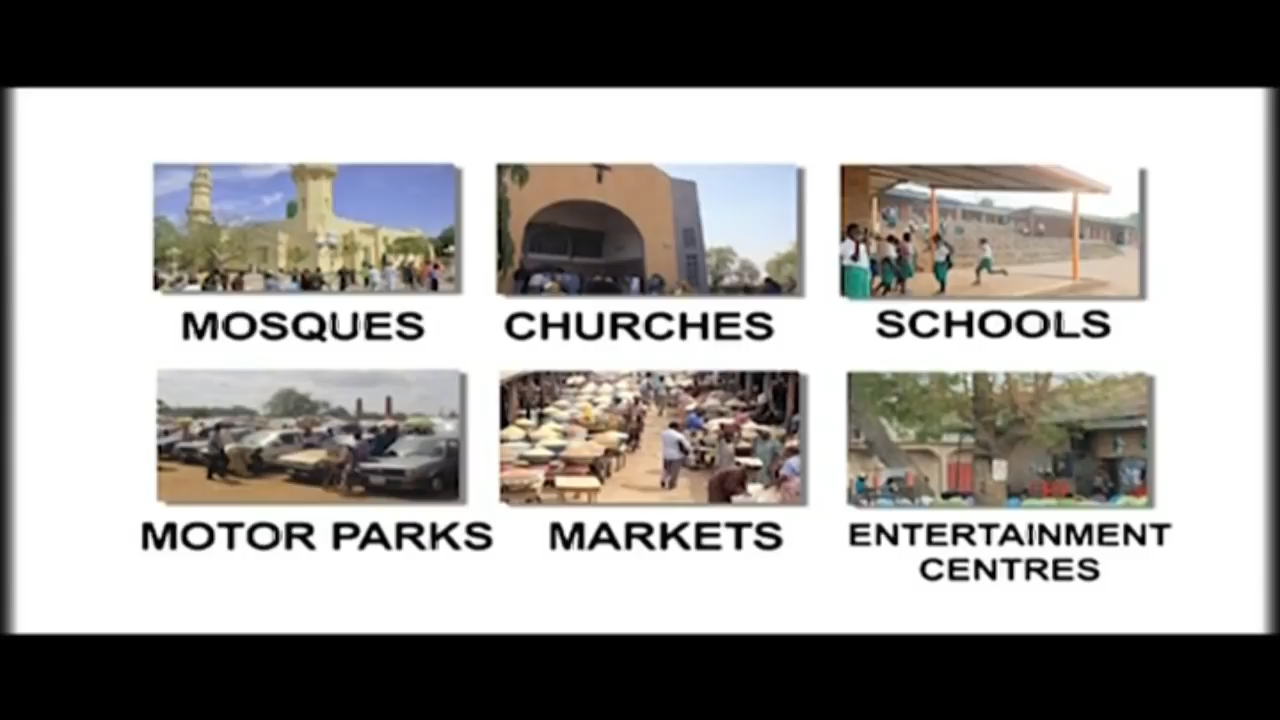 MOSQUES
CHURCHES
SCHOOLS
MOTOR PARKS
MARKETS
ENTERTAINMENT
CENTRES